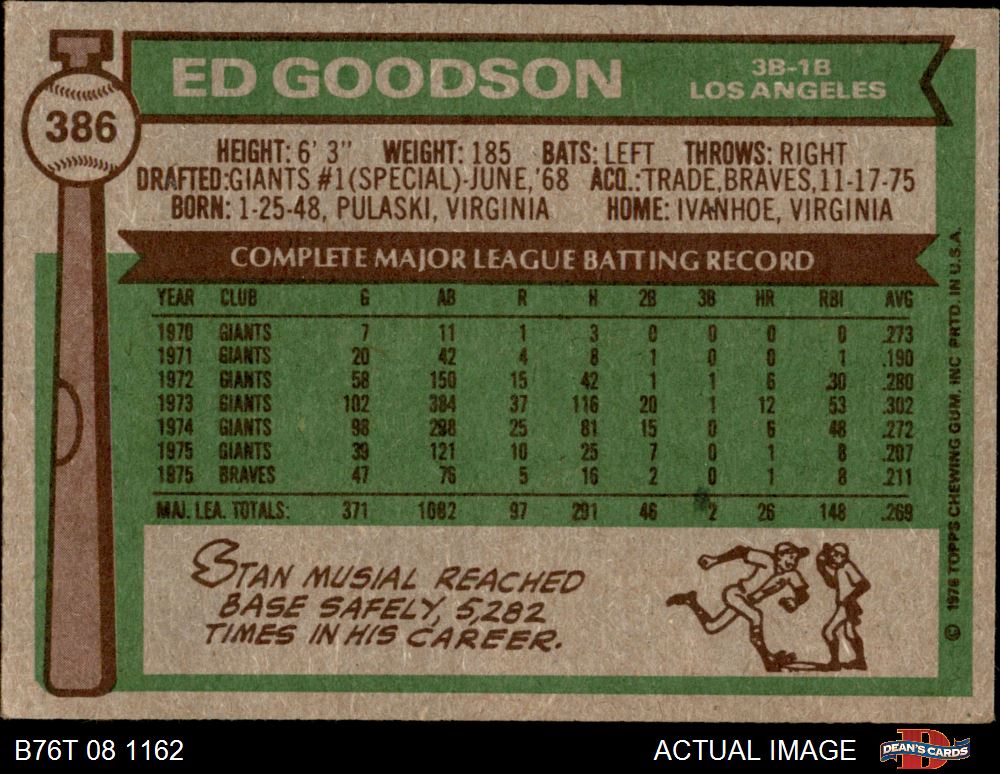 386
ED GOODSON
3B-1B
LOS ANGELES
HEIGHT: 6' 3" WEIGHT: 185 BATS: LEFT THROWS: RIGHT
DRAFTED: GIANTS #1(SPECIAL)-JUNE, '68 ACQ.: TRADE, BRAVES, 11-17-75
BORN: 1-25-48, PULASKI, VIRGINIA HOME: IVANHOE, VIRGINIA
COMPLETE MAJOR LEAGUE BATTING RECORD
YEAR CLUB G AB R H 2B 3B HR RBI AVG
1970 GIANTS 7 11 1 3 0 0 0 0 .273
1971 GIANTS 20 42 4 8 1 0 0 1 .190
1972 GIANTS 58 150 15 42 1 1 6 30 .280
1973 GIANTS 102 384 37 116 20 1 12 53 .302
1974 GIANTS 98 298 25 81 15 0 6 48 .272
1975 GIANTS 39 121 10 25 7 0 1 8 .207
1975 BRAVES 47 76 5 16 2 0 1 8 .211
MAJ. LEA. TOTALS: 371 1082 97 291 46 2 26 148 .269
STAN MUSIAL REACHED
BASE SAFELY, 5,282
TIMES IN HIS CAREER.
© 1976 TOPPS CHEWING GUM, INC PRTD. IN U.S.A.
B76T 08 1162
ACTUAL IMAGE
DEAN'S CARDS